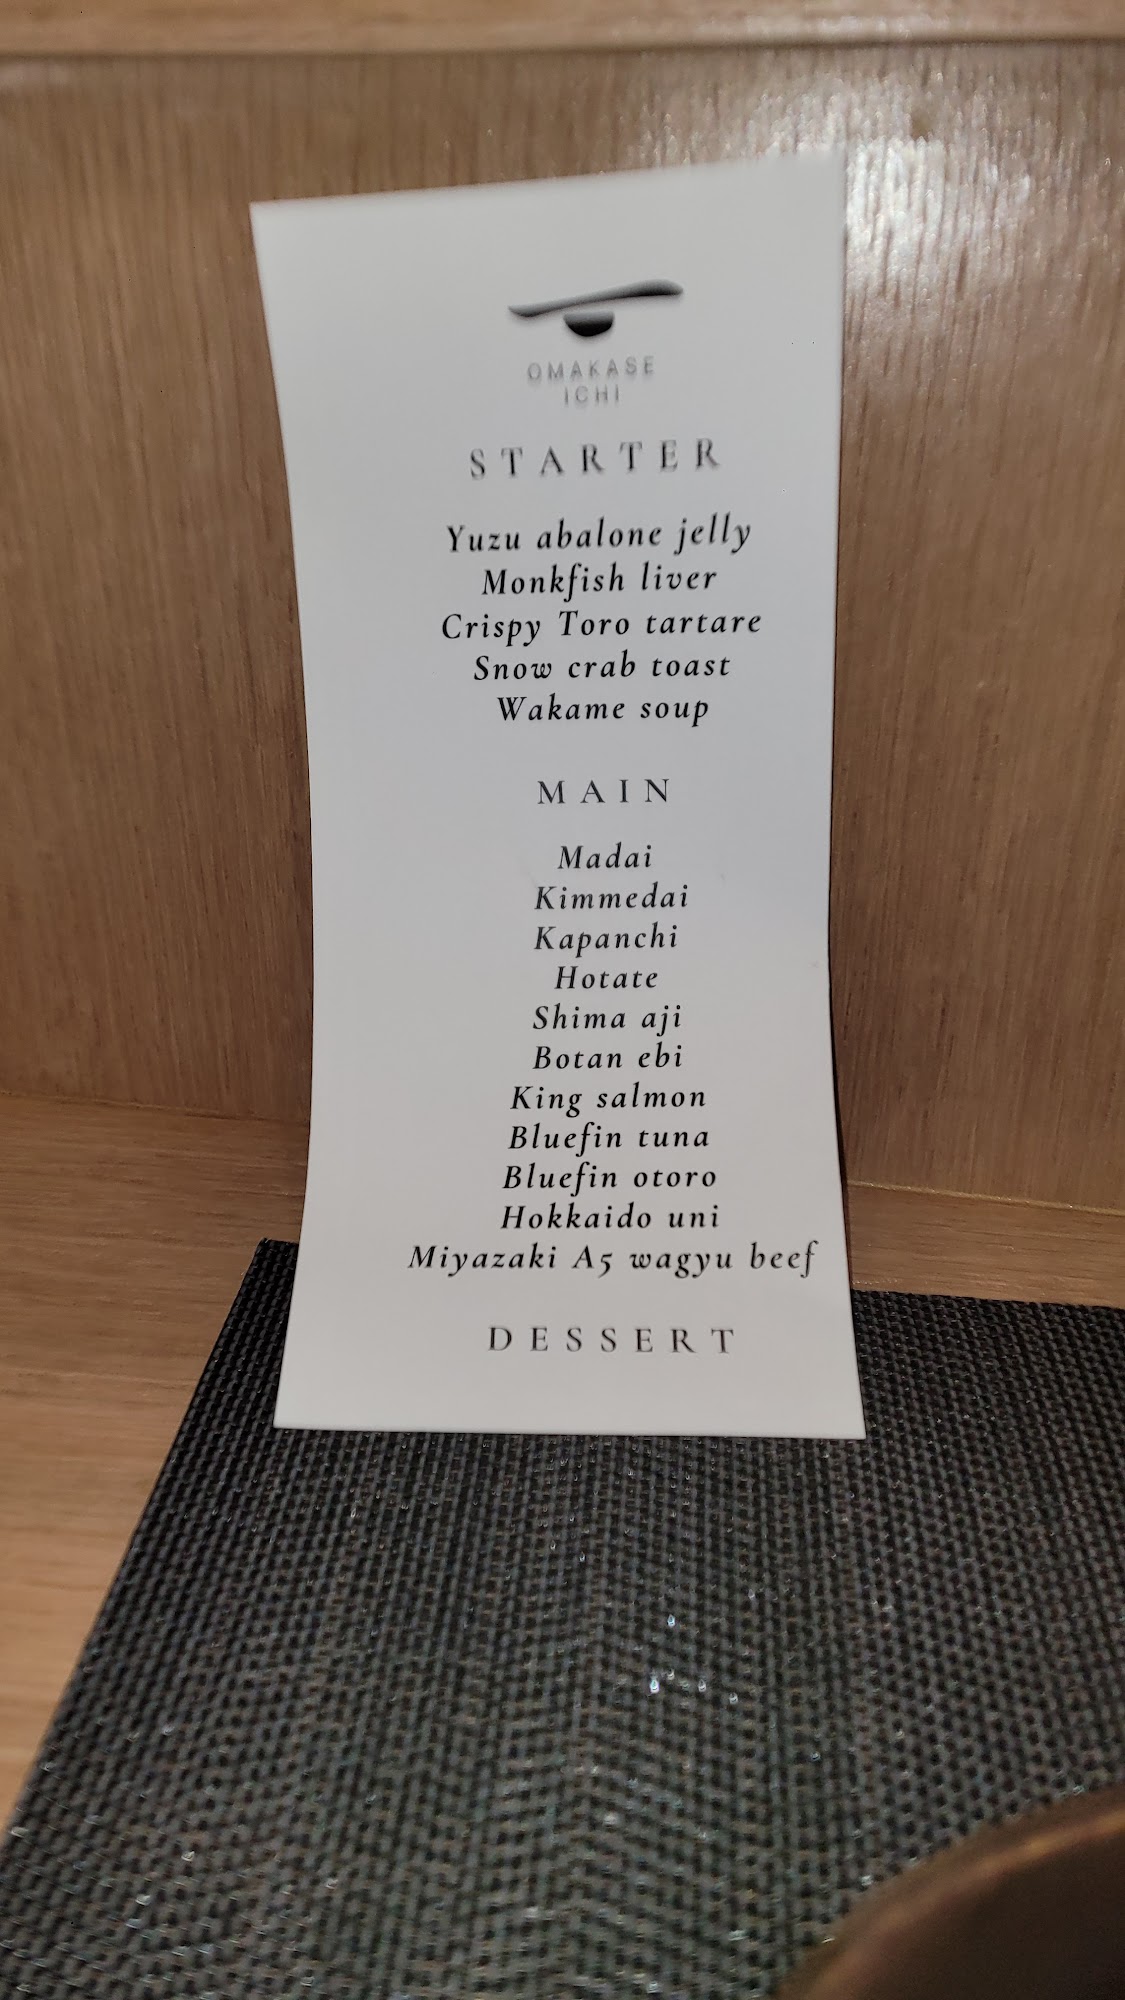 OMAKASE
ICHI
STARTER
Yuzu abalone jelly
Monkfish liver
Crispy Toro tartare
Snow crab toast
Wakame soup
MAIN
Madai
Kimmedai
Kapanchi
Hotate
Shima aji
Botan ebi
King salmon
Bluefin tuna
Bluefin otoro
Hokkaido uni
Miyazaki A5 wagyu beef
DESSERT